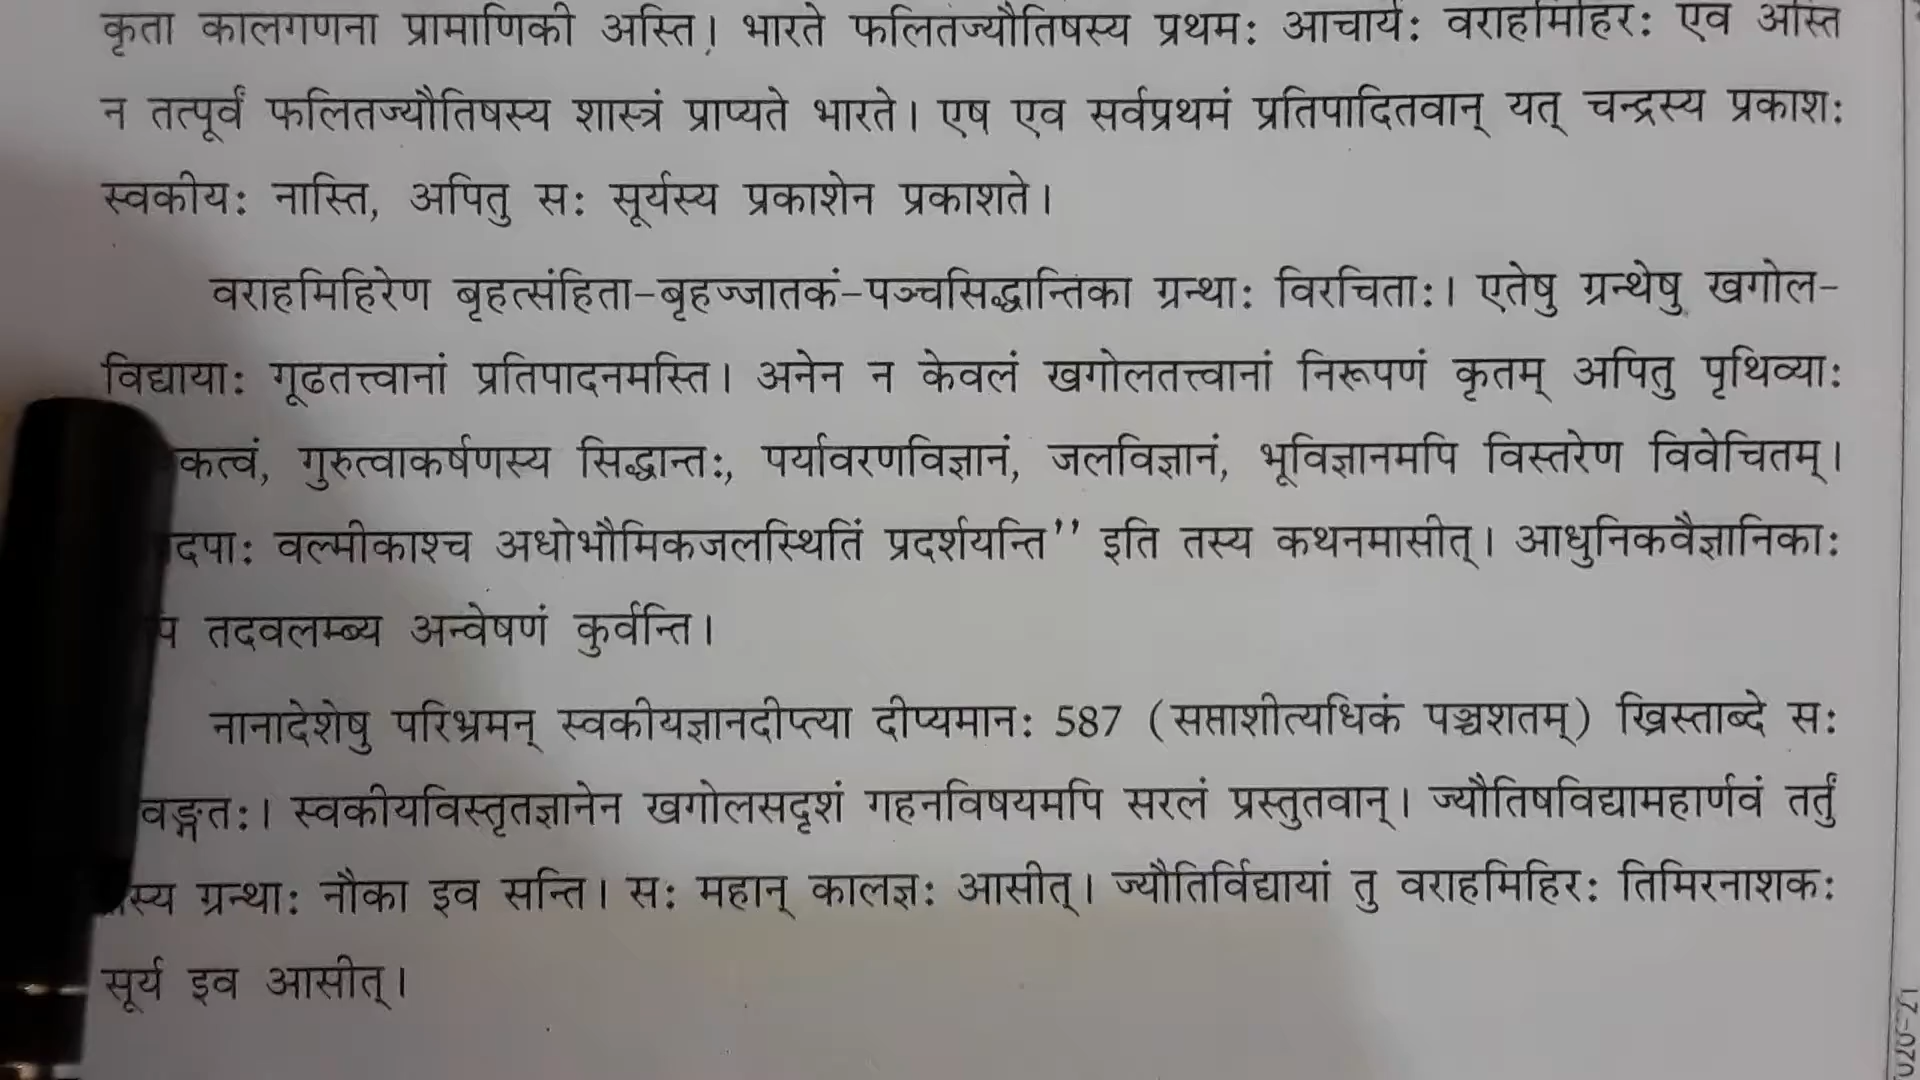 कृता कालगणना प्रामाणिकी अस्ति। भारते फलितज्यौतिषस्य प्रथमः आचार्यः वराहमिहिरः एव अस्ति
न तत्पूर्वं फलितज्यौतिषस्य शास्त्रं प्राप्यते भारते। एष एव सर्वप्रथमं प्रतिपादितवान् यत् चन्द्रस्य प्रकाशः
स्वकीयः नास्ति, अपितु सः सूर्यस्य प्रकाशेन प्रकाशते।
वराहमिहिरेण बृहत्संहिता-बृहज्जातकं-पञ्चसिद्धान्तिका ग्रन्थाः विरचिताः। एतेषु ग्रन्थेषु खगोल-
विद्यायाः गूढतत्त्वानां प्रतिपादनमस्ति। अनेन न केवलं खगोलतत्त्वानां निरूपणं कृतम् अपितु पृथिव्याः
कत्वं, गुरुत्वाकर्षणस्य सिद्धान्तः, पर्यावरणविज्ञानं, जलविज्ञानं, भूविज्ञानमपि विस्तरेण विवेचितम्।
दपाः वल्मीकाश्च अधोभौमिकजलस्थितिं प्रदर्शयन्ति” इति तस्य कथनमासीत्। आधुनिकवैज्ञानिकाः
तदवलम्ब्य अन्वेषणं कुर्वन्ति।
नानादेशेषु परिभ्रमन् स्वकीयज्ञानदीप्त्या दीप्यमानः 587 (सप्ताशीत्यधिकं पञ्चशतम्) ख्रिस्ताब्दे सः
वङ्गतः। स्वकीयविस्तृतज्ञानेन खगोलसदृशं गहनविषयमपि सरलं प्रस्तुतवान्। ज्यौतिषविद्यामहार्णवं तर्तुं
स्य ग्रन्थाः नौका इव सन्ति। सः महान् कालज्ञः आसीत्। ज्यौतिर्विद्यायां तु वराहमिहिरः तिमिरनाशकः
सूर्य इव आसीत्।